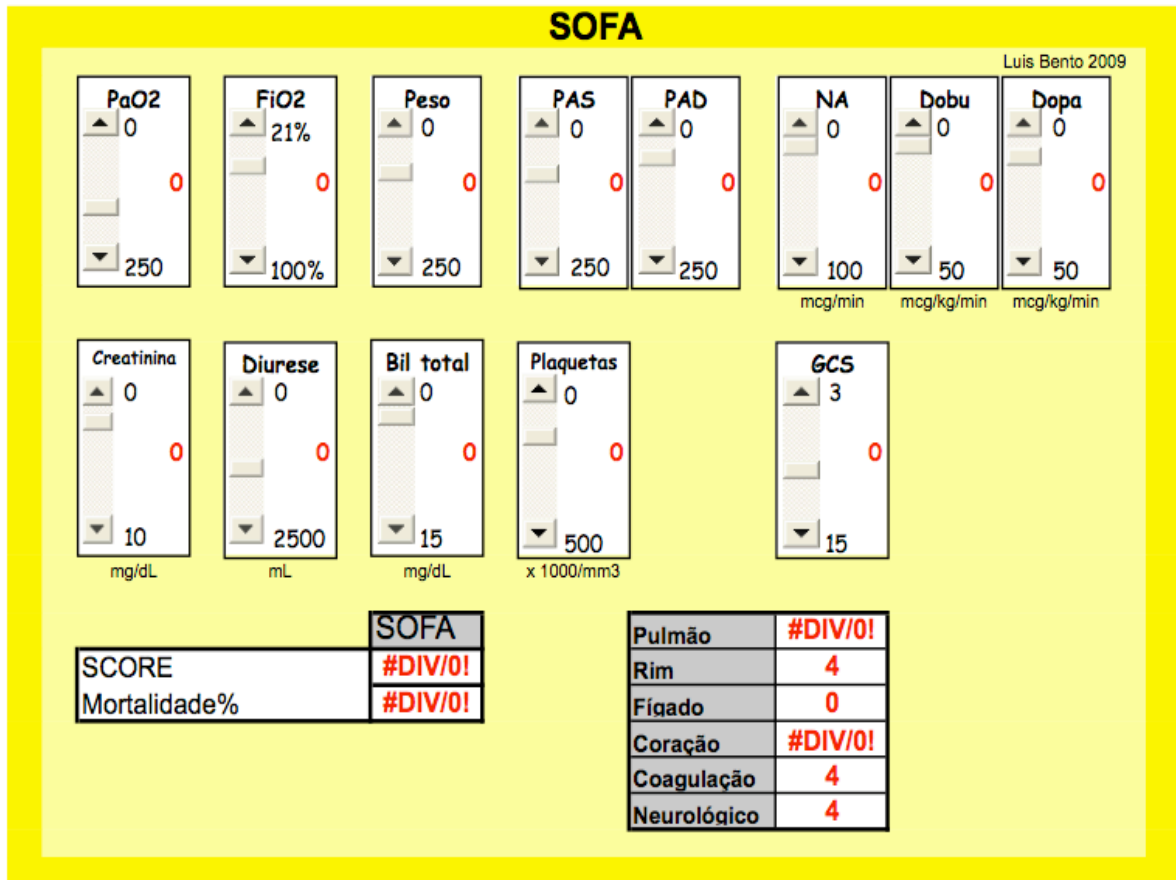 SOFA
Luis Bento 2009
PaO2 FiO2 Peso PAS PAD NA Dobu Dopa
0 21% 0 0 0 0 0 0
0 0 0 0 0 0 0 0
250 100% 250 250 250 100 50 50
mcg/min mcg/kg/min mcg/kg/min
Creatinina Diurese Bil total Plaquetas GCS
0 0 0 0 3
0 0 0 0 0
10 2500 15 500 15
mg/dL mL mg/dL x 1000/mm3
SOFA
SCORE #DIV/0!
Mortalidade% #DIV/0!
Pulmão #DIV/0!
Rim 4
Fígado 0
Coração #DIV/0!
Coagulação 4
Neurológico 4